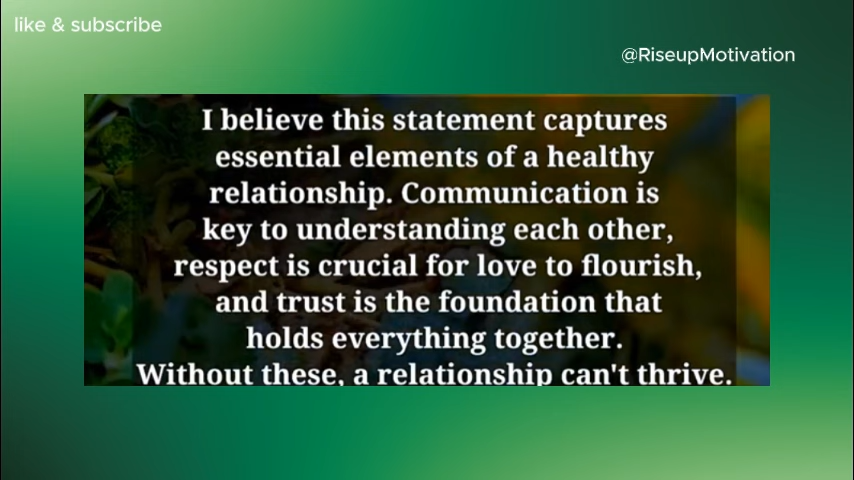 like & subscribe
@RiseupMotivation
I believe this statement captures
essential elements of a healthy
relationship. Communication is
key to understanding each other,
respect is crucial for love to flourish,
and trust is the foundation that
holds everything together.
Without these, a relationship can't thrive.